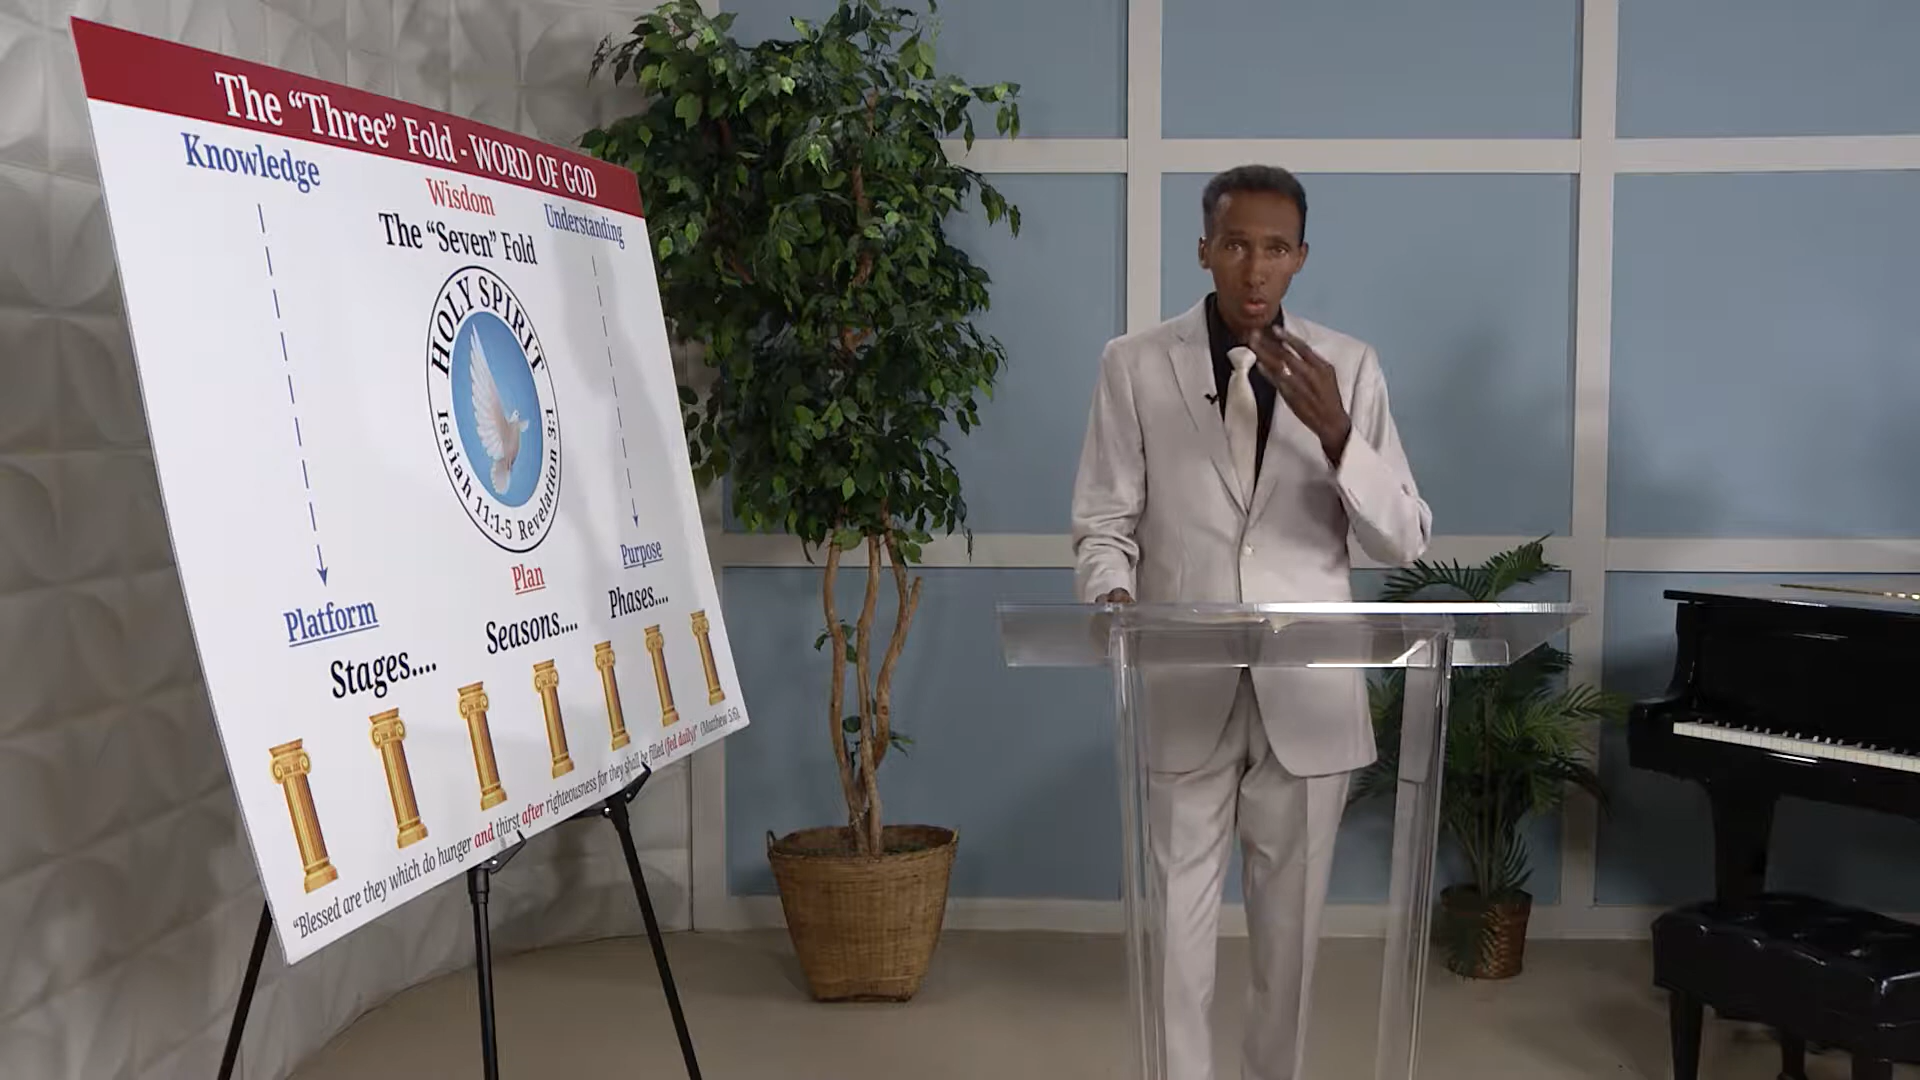 The “Three” Fold - WORD OF GOD
Knowledge
Wisdom
Understanding
The “Seven” Fold
HOLY SPIRIT
Isaiah 11:1-5 Revelation 3:1
Purpose
Plan
Platform
Phases....
Seasons....
Stages....
“Blessed are they which do hunger and thirst after righteousness for they shall be filled (fed daily)” (Matthew 5:6).